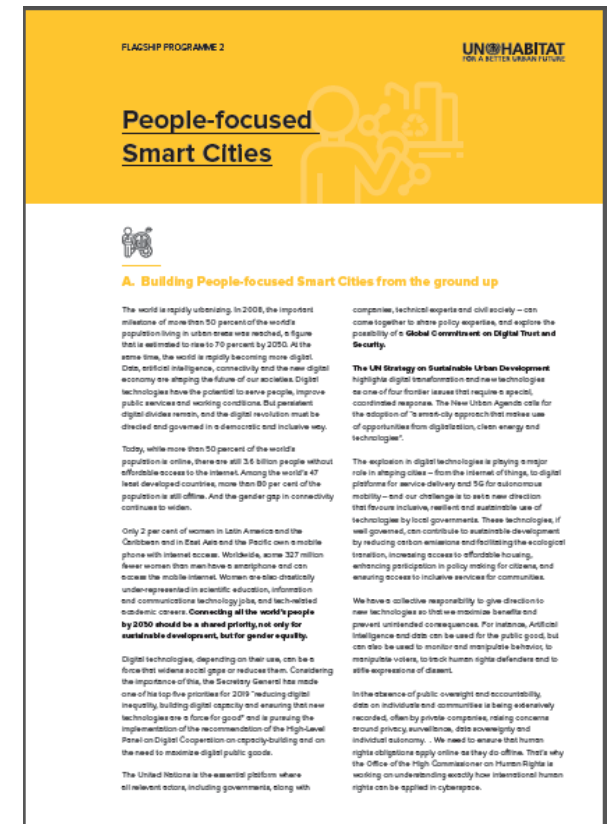 FLAGSHIP PROGRAMME 2
UN HABITAT
FOR A BETTER URBAN FUTURE
People-focused
Smart Cities
A. Building People-focused Smart Cities from the ground up
The world is rapidly urbanizing. In 2008, the important
milestone of more than 50 percent of the world's
population living in urban areas was reached, a figure
that is estimated to rise to 70 percent by 2050. At the
same time, the world is rapidly becoming more digital.
Data, artificial intelligence, connectivity and the new digital
economy are shaping the future of our societies. Digital
technologies have the potential to serve people, improve
public services and working conditions. But persistent
digital divides remain, and the digital revolution must be
directed and governed in a democratic and inclusive way.
Today, while more than 50 percent of the world's
population is online, there are still 3.6 billion people without
affordable access to the internet. Among the world's 47
least developed countries, more than 80 per cent of the
population is still offline. And the gender gap in connectivity
continues to widen.
Only 2 per cent of women in Latin America and the
Caribbean and in East Asia and the Pacific own a mobile
phone with internet access. Worldwide, some 327 million
fewer women than men have a smartphone and can
access the mobile internet. Women are also drastically
under-represented in scientific education, information
and communications technology jobs, and tech-related
academic careers. Connecting all the world's people
by 2030 should be a shared priority, not only for
sustainable development, but for gender equality.
Digital technologies, depending on their use, can be a
force that widens social gaps or reduces them. Considering
the importance of this, the Secretary General has made
one of his top five priorities for 2019 "reducing digital
inequality, building digital capacity and ensuring that new
technologies are a force for good" and is pursuing the
implementation of the recommendation of the High-Level
Panel on Digital Cooperation on capacity-building and on
the need to maximize digital public goods.
The United Nations is the essential platform where
all relevant actors, including governments, along with
companies, technical experts and civil society – can
come together to share policy expertise, and explore the
possibility of a Global Commitment on Digital Trust and
Security.
The UN Strategy on Sustainable Urban Development
highlights digital transformation and new technologies
as one of four frontier issues that require a special,
coordinated response. The New Urban Agenda calls for
the adoption of "a smart-city approach that makes use
of opportunities from digitalization, clean energy and
technologies".
The explosion in digital technologies is playing a major
role in shaping cities – from the internet of things, to digital
platforms for service delivery and 5G for autonomous
mobility – and our challenge is to set a new direction
that favours inclusive, resilient and sustainable use of
technologies by local governments. These technologies, if
well governed, can contribute to sustainable development
by reducing carbon emissions and facilitating the ecological
transition, increasing access to affordable housing,
enhancing participation in policy making for citizens, and
ensuring access to inclusive services for communities.
We have a collective responsibility to give direction to
new technologies so that we maximize benefits and
prevent unintended consequences. For instance, Artificial
Intelligence and data can be used for the public good, but
can also be used to monitor and manipulate behavior, to
manipulate voters, to track human rights defenders and to
stifle expressions of dissent.
In the absence of public oversight and accountability,
data on individuals and communities is being extensively
recorded, often by private companies, raising concerns
around privacy, surveillance, data sovereignty and
individual autonomy. . We need to ensure that human
rights obligations apply online as they do offline. That's why
the Office of the High Commissioner on Human Rights is
working on understanding exactly how international human
rights can be applied in cyberspace.